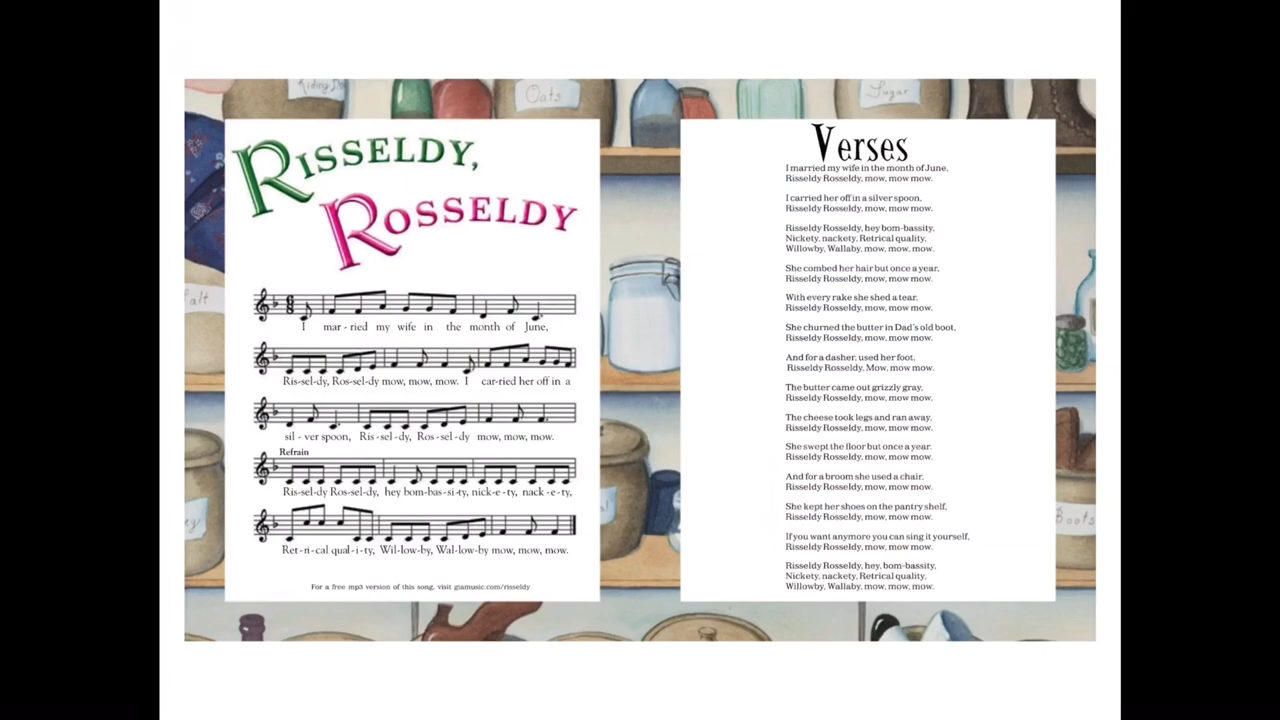 Riding Bo
Oats
Sugar
alt
ey
al
Boots
RISSELDY,
ROSSELDY
I mar - ried my wife in the month of June,
Ris-sel-dy, Ros-sel-dy mow, mow, mow. I car-ried her off in a
sil - ver spoon, Ris - sel - dy, Ros - sel - dy mow, mow, mow.
Refrain
Ris-sel-dy Ros-sel-dy, hey bom-bas-si-ty, nick-e-ty, nack-e-ty,
Ret-ri-cal qual-i-ty, Wil-low-by, Wal-low-by mow, mow, mow.
For a free mp3 version of this song, visit giamusic.com/risseldy
Verses
I married my wife in the month of June,
Risseldy Rosseldy, mow, mow mow.
I carried her off in a silver spoon,
Risseldy Rosseldy, mow, mow mow.
Risseldy Rosseldy, hey bom-bassity,
Nickety, nackety, Retrical quality,
Willowby, Wallaby, mow, mow, mow.
She combed her hair but once a year,
Risseldy Rosseldy, mow, mow mow.
With every rake she shed a tear,
Risseldy Rosseldy, mow, mow mow.
She churned the butter in Dad's old boot,
Risseldy Rosseldy, mow, mow mow.
And for a dasher, used her foot,
Risseldy Rosseldy, Mow, mow mow.
The butter came out grizzly gray,
Risseldy Rosseldy, mow, mow mow.
The cheese took legs and ran away,
Risseldy Rosseldy, mow, mow mow.
She swept the floor but once a year.
Risseldy Rosseldy, mow, mow mow.
And for a broom she used a chair,
Risseldy Rosseldy, mow, mow mow.
She kept her shoes on the pantry shelf,
Risseldy Rosseldy, mow, mow mow.
If you want anymore you can sing it yourself,
Risseldy Rosseldy, mow, mow mow.
Risseldy Rosseldy, hey, bom-bassity,
Nickety, nackety, Retrical quality,
Willowby, Wallaby, mow, mow, mow.